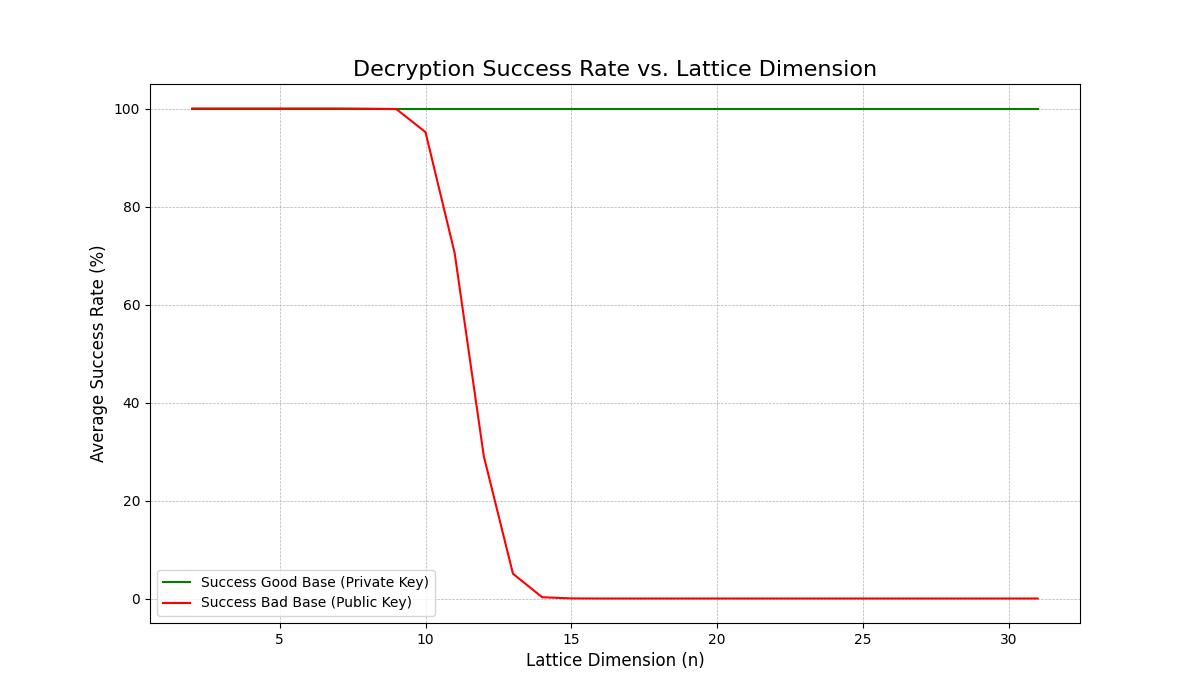 Decryption Success Rate vs. Lattice Dimension
Average Success Rate (%)
100
80
60
40
20
0
Success Good Base (Private Key)
Success Bad Base (Public Key)
5 10 15 20 25 30
Lattice Dimension (n)